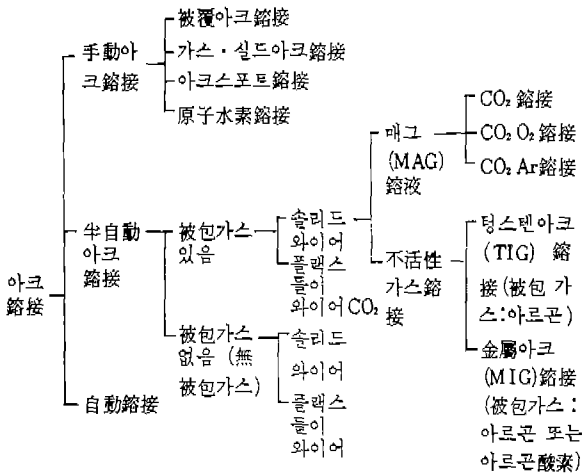 아크
鎔接
手動아
크鎔接
被覆아크鎔接
가스·실드아크鎔接
아크스포트鎔接
原子水素鎔接
半自動
아크
鎔接
被包가스
있음
솔리드
와이어
매그
(MAG)
鎔液
CO₂ 鎔接
CO₂ O₂ 鎔接
CO₂ Ar鎔接
不活性
가스鎔
接
텅스텐아크
(TIG) 鎔
接(被包 가
스:아르곤)
金屬아크
(MIG)鎔接
(被包가스:
아르곤 또는
아르곤酸素)
플랙스
들이
와이어 CO₂
被包가스
없음 (無
被包가스)
솔리드
와이어
플랙스
들이
와이어
自動鎔接